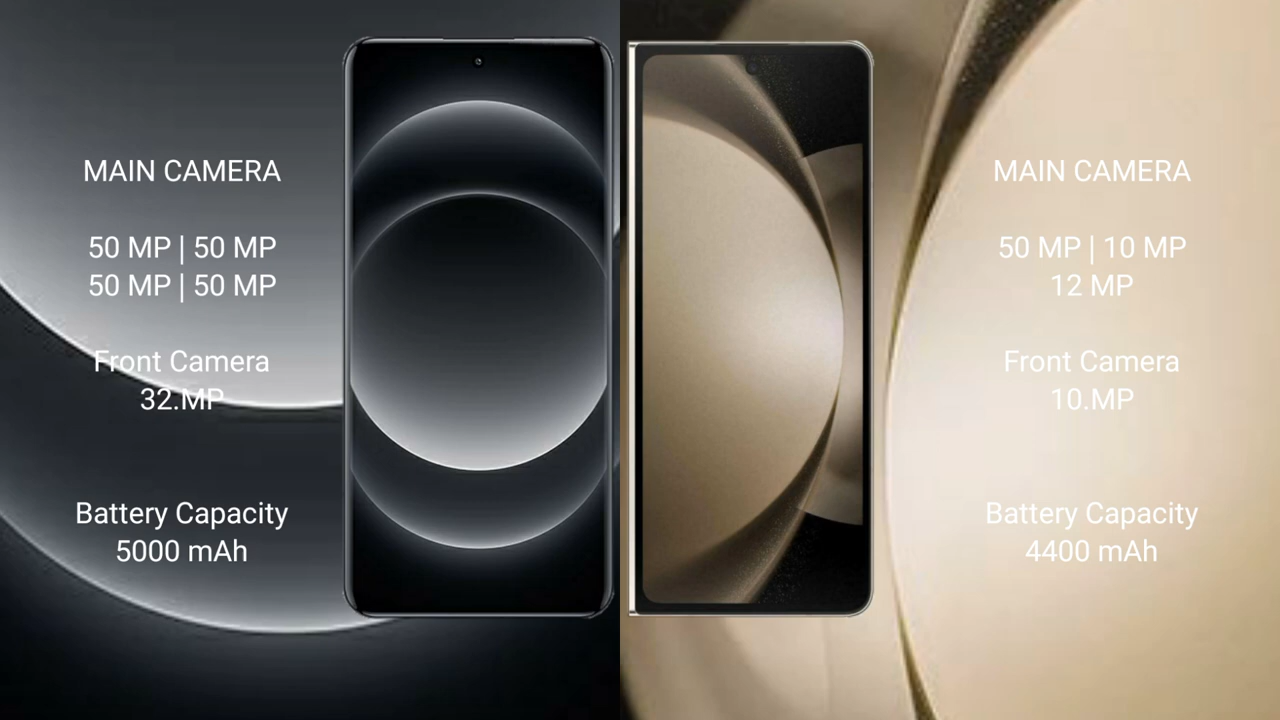 MAIN CAMERA
50 MP | 50 MP
50 MP | 50 MP
Front Camera
32.MP
Battery Capacity
5000 mAh
MAIN CAMERA
50 MP | 10 MP
12 MP
Front Camera
10.MP
Battery Capacity
4400 mAh